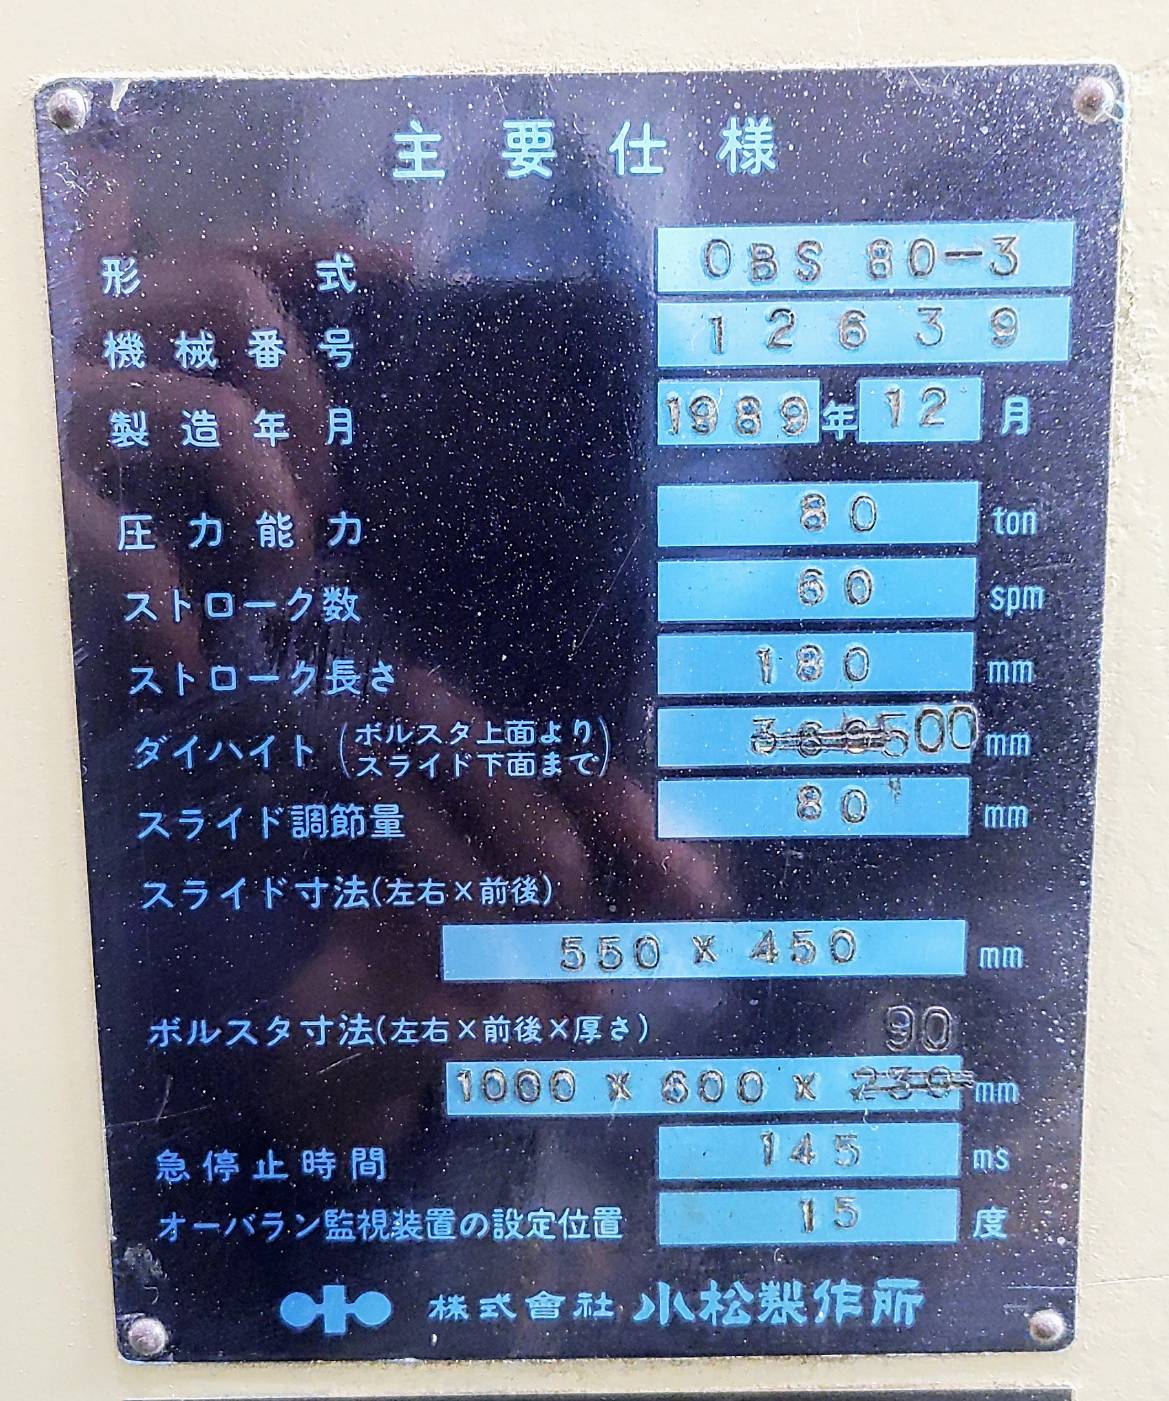 主要仕様
形式 OBS 80-3
機械番号 12639
製造年月 1989年 12月
圧力能力 80 ton
ストローク数 60 spm
ストローク長さ 180 mm
ダイハイト(ボルスタ上面より スライド下面まで) 500 mm
スライド調節量 80 mm
スライド寸法(左右×前後)
550 X 450 mm
ボルスタ寸法(左右×前後×厚さ) 90
1000 X 600 X 230 mm
急停止時間 145 ms
オーバラン監視装置の設定位置 15 度
株式會社 小松製作所